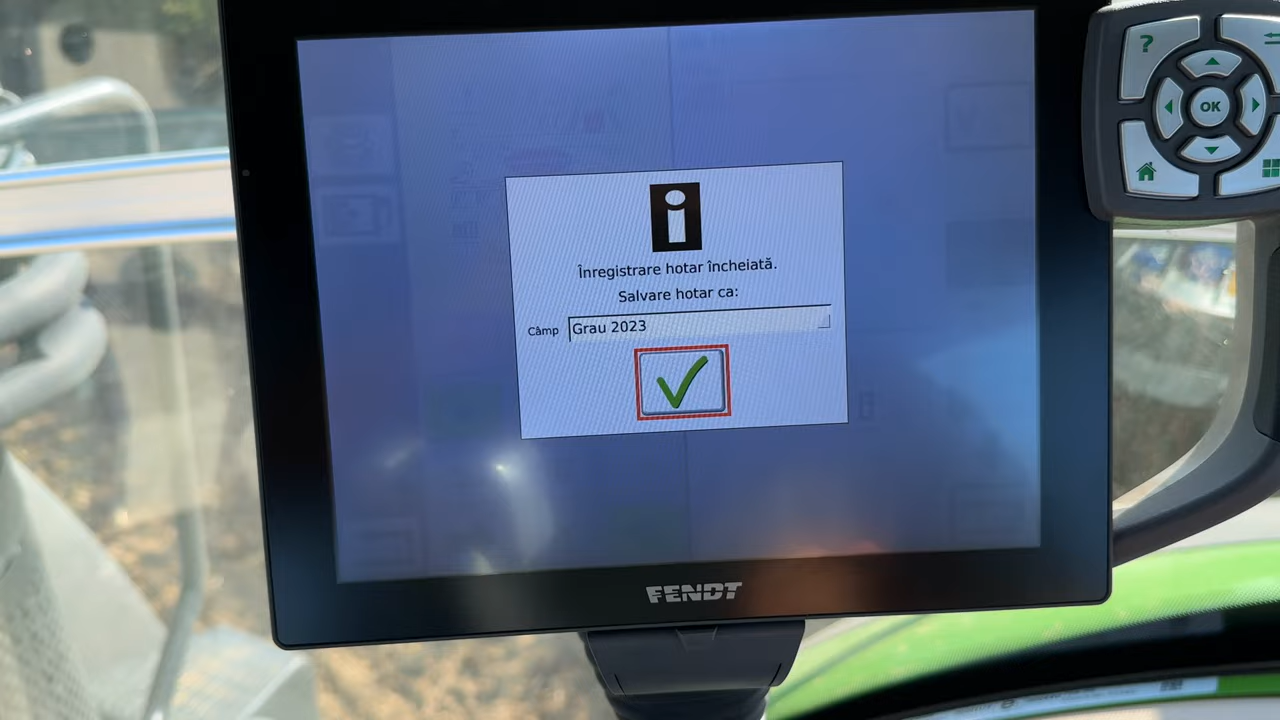 ?
OK
Înregistrare hotar încheiată.
Salvare hotar ca:
Câmp Grau 2023
FENDT